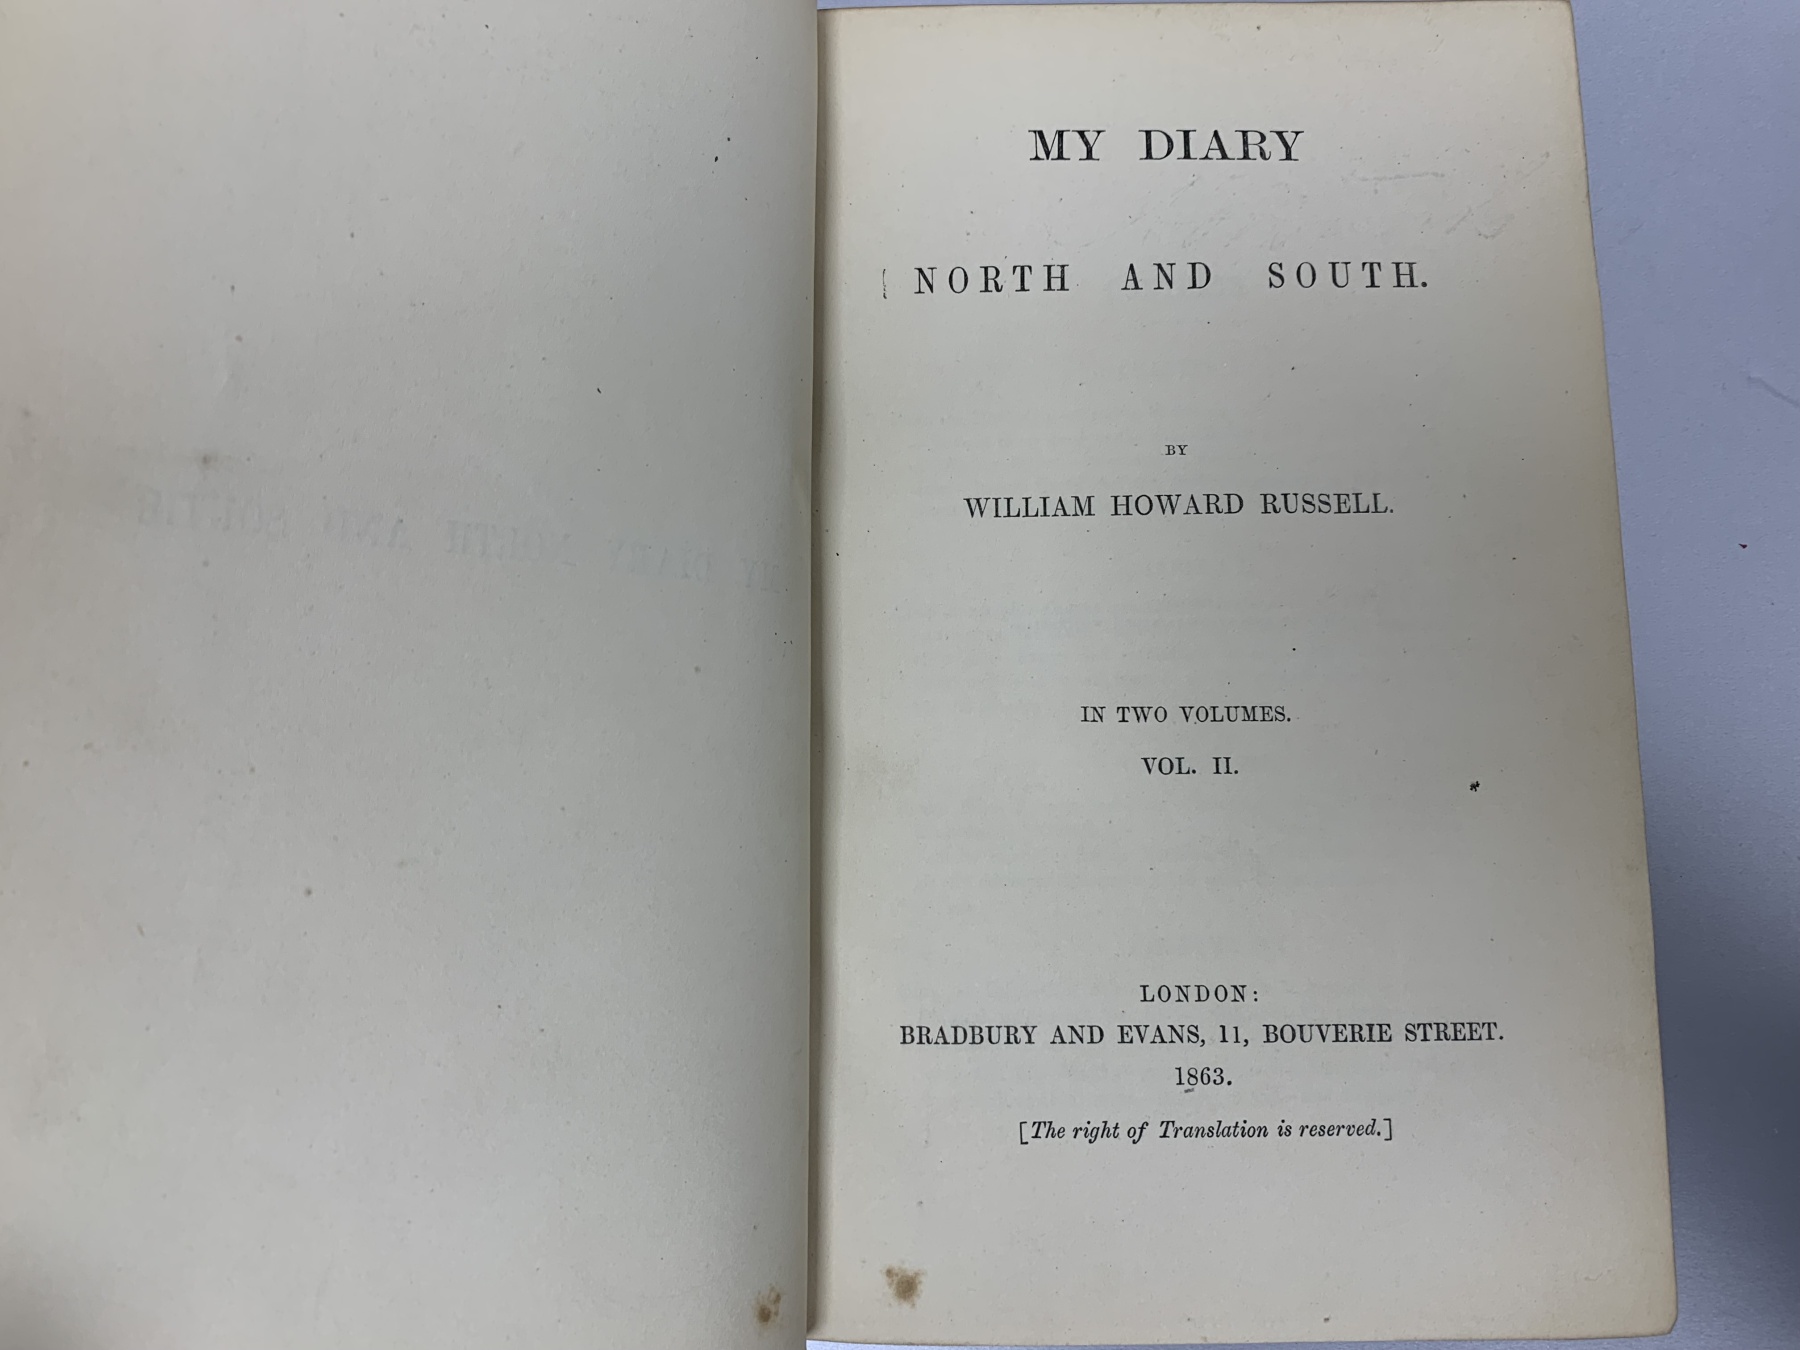 MY DIARY
NORTH AND SOUTH.
BY
WILLIAM HOWARD RUSSELL.
IN TWO VOLUMES.
VOL. II.
LONDON:
BRADBURY AND EVANS, 11, BOUVERIE STREET.
1863.
[The right of Translation is reserved.]